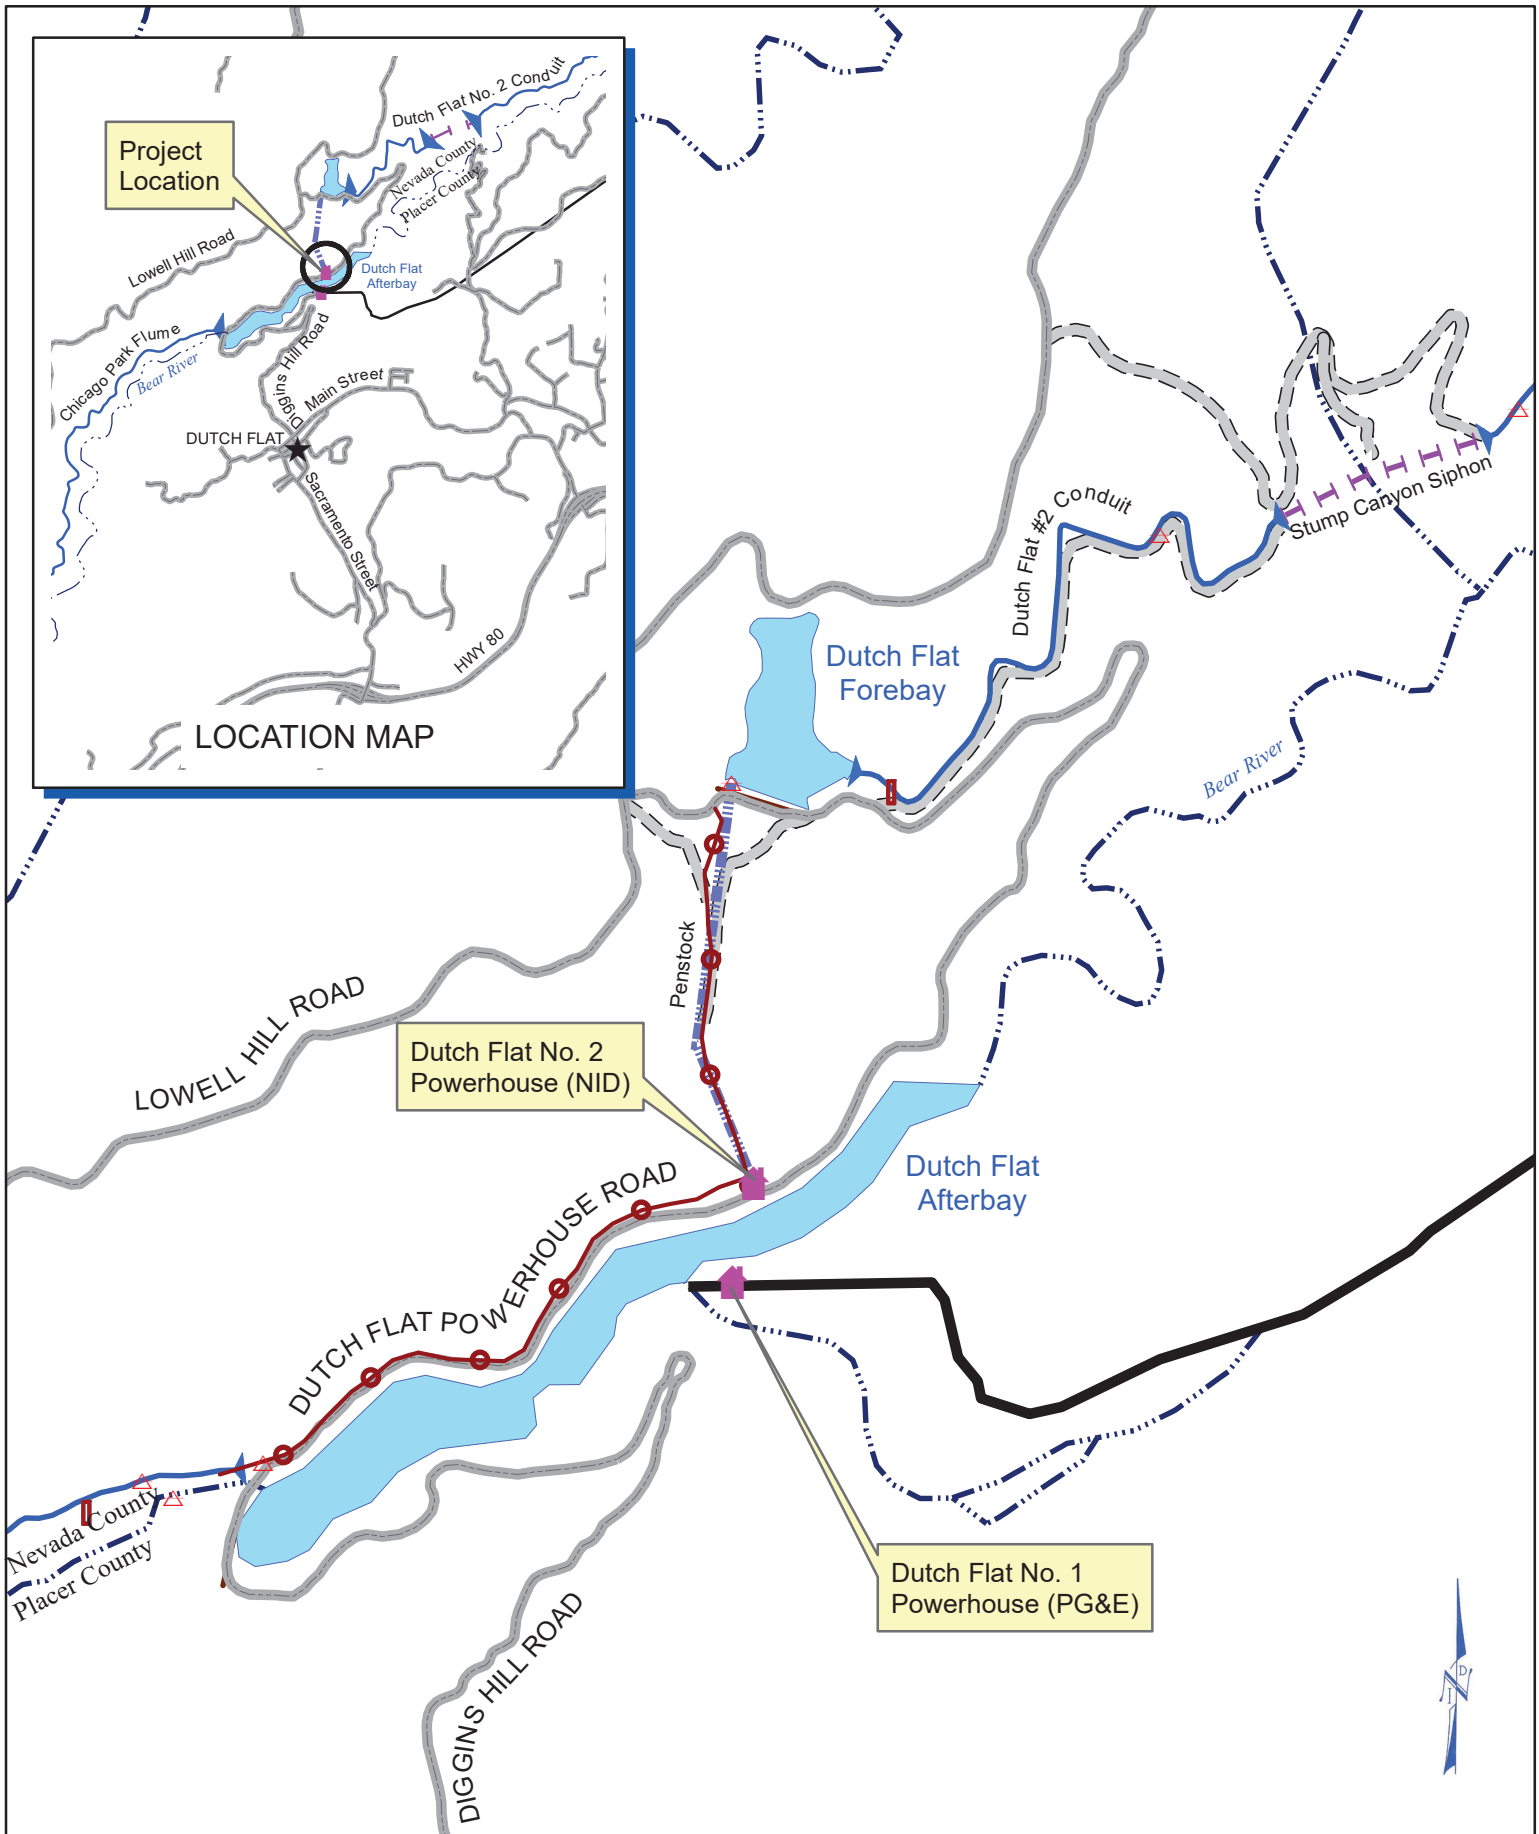 Dutch Flat No. 2 Conduit
Project
Location
Nevada County
Placer County
Lowell Hill Road
Dutch Flat
Afterbay
Chicago Park Flume
Bear River
Diggins Hill Road
Main Street
DUTCH FLAT
Sacramento Street
HWY 80
LOCATION MAP
Stump Canyon Siphon
Dutch Flat #2 Conduit
Dutch Flat
Forebay
Bear River
Penstock
LOWELL HILL ROAD
Dutch Flat No. 2
Powerhouse (NID)
Dutch Flat
Afterbay
DUTCH FLAT POWERHOUSE ROAD
Nevada County
Placer County
Dutch Flat No. 1
Powerhouse (PG&E)
DIGGINS HILL ROAD
N
I
D